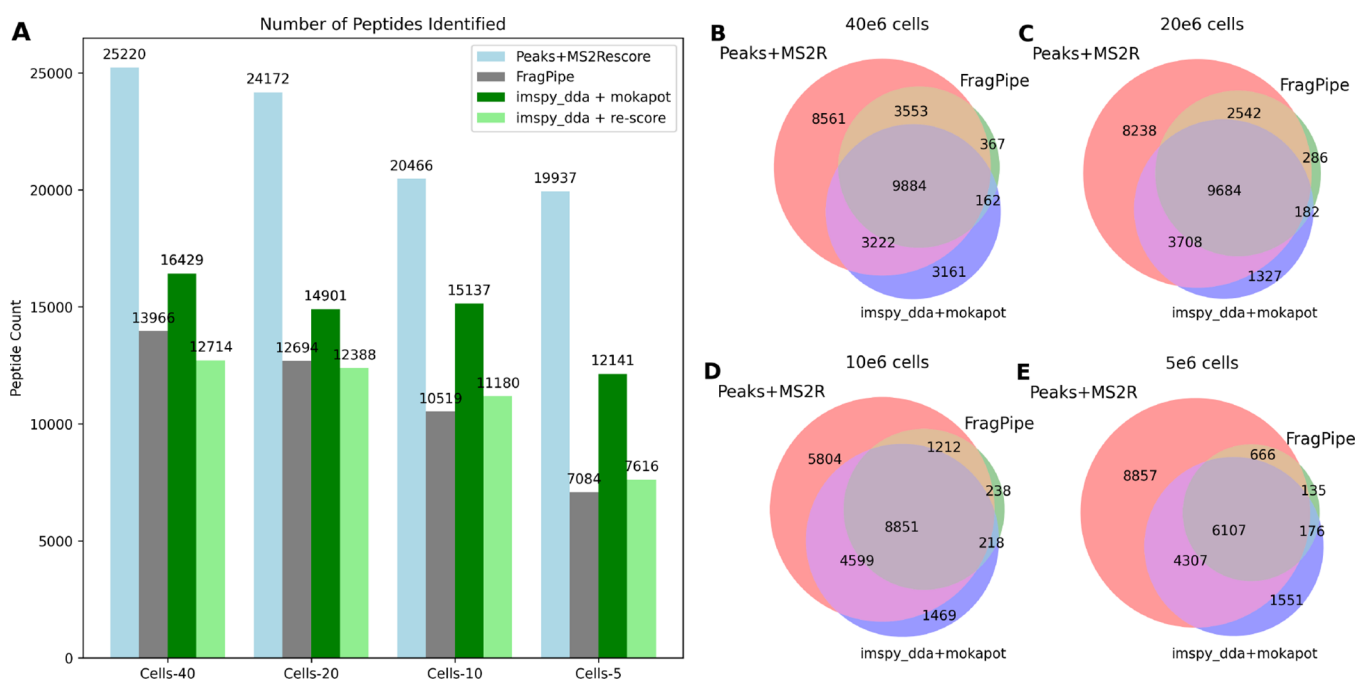 A
Number of Peptides Identified
Peaks+MS2Rescore
FragPipe
imspy_dda + mokapot
imspy_dda + re-score
Peptide Count
25000
20000
15000
10000
5000
0
25220
13966
16429
12714
24172
12694
14901
12388
20466
10519
15137
11180
19937
7084
12141
7616
Cells-40
Cells-20
Cells-10
Cells-5
B
40e6 cells
Peaks+MS2R
FragPipe
8561
3553
367
9884
162
3222
3161
imspy_dda+mokapot
C
20e6 cells
Peaks+MS2R
FragPipe
8238
2542
286
9684
182
3708
1327
imspy_dda+mokapot
D
10e6 cells
Peaks+MS2R
FragPipe
5804
1212
238
8851
218
4599
1469
imspy_dda+mokapot
E
5e6 cells
Peaks+MS2R
FragPipe
8857
666
135
6107
176
4307
1551
imspy_dda+mokapot